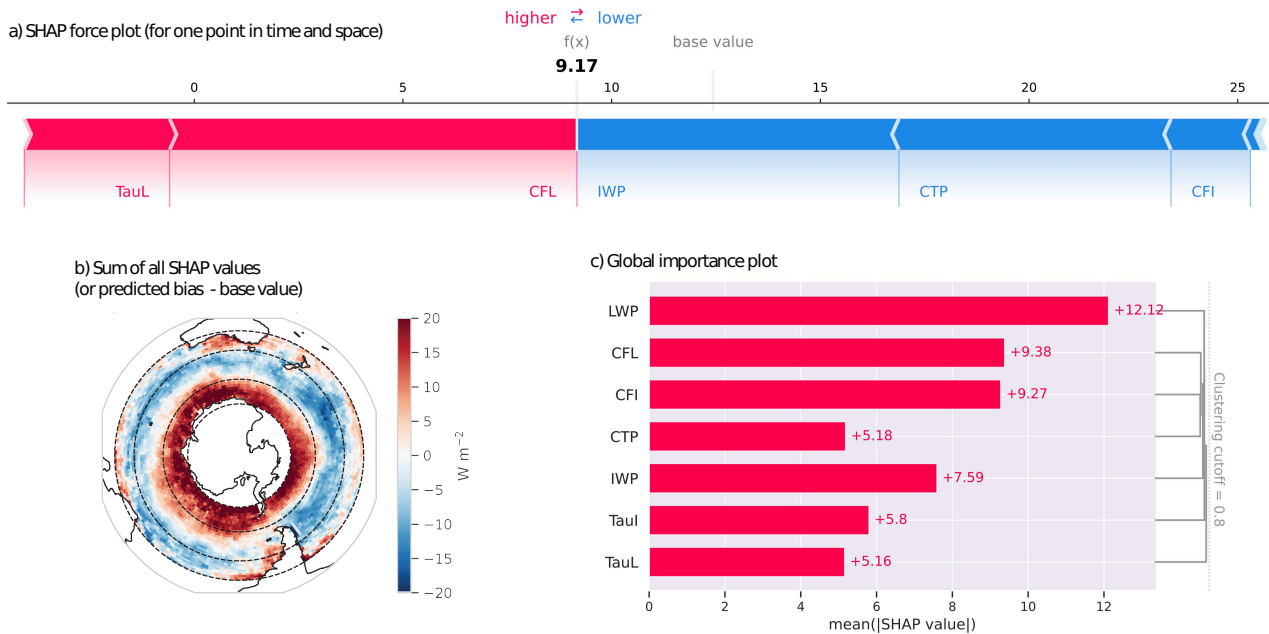 higher ⇄ lower
a) SHAP force plot (for one point in time and space)
f(x) base value
9.17
0 5 10 15 20 25
TauL CFL IWP CTP CFI
b) Sum of all SHAP values
(or predicted bias - base value)
20
15
10
5
0
−5
−10
−15
−20
W m⁻²
c) Global importance plot
LWP +12.12
CFL +9.38
CFI +9.27
CTP +5.18
IWP +7.59
TauI +5.8
TauL +5.16
Clustering cutoff = 0.8
0 2 4 6 8 10 12
mean(|SHAP value|)